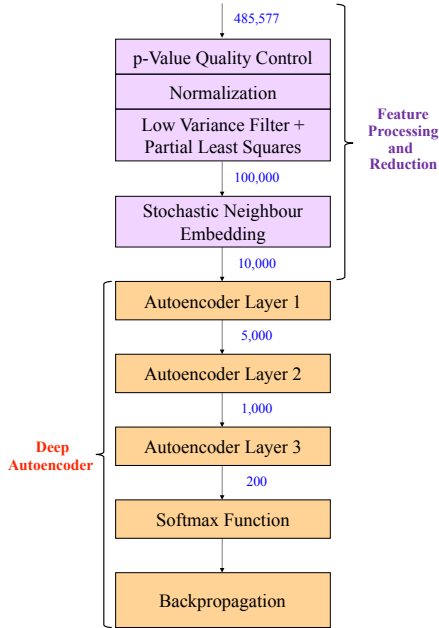 485,577
p-Value Quality Control
Normalization
Low Variance Filter +
Partial Least Squares
Feature
Processing
and
Reduction
100,000
Stochastic Neighbour
Embedding
10,000
Autoencoder Layer 1
5,000
Autoencoder Layer 2
1,000
Deep
Autoencoder
Autoencoder Layer 3
200
Softmax Function
Backpropagation